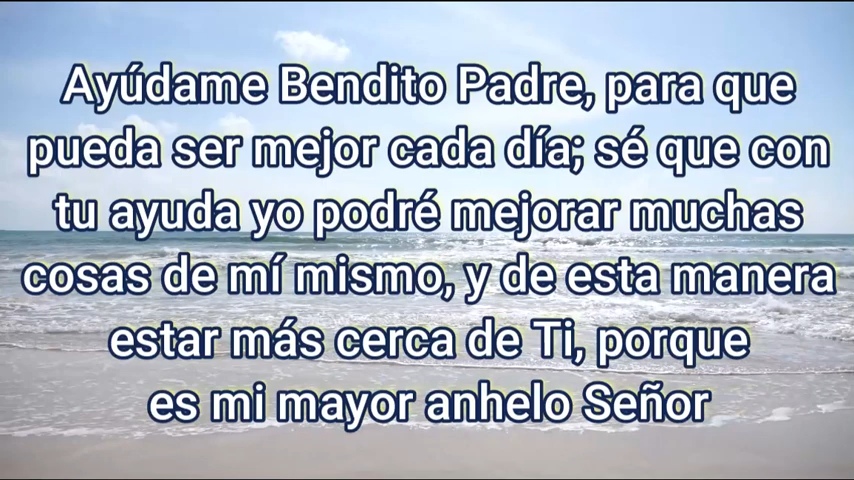 Ayúdame Bendito Padre, para que
pueda ser mejor cada día; sé que con
tu ayuda yo podré mejorar muchas
cosas de mí mismo, y de esta manera
estar más cerca de Ti, porque
es mi mayor anhelo Señor